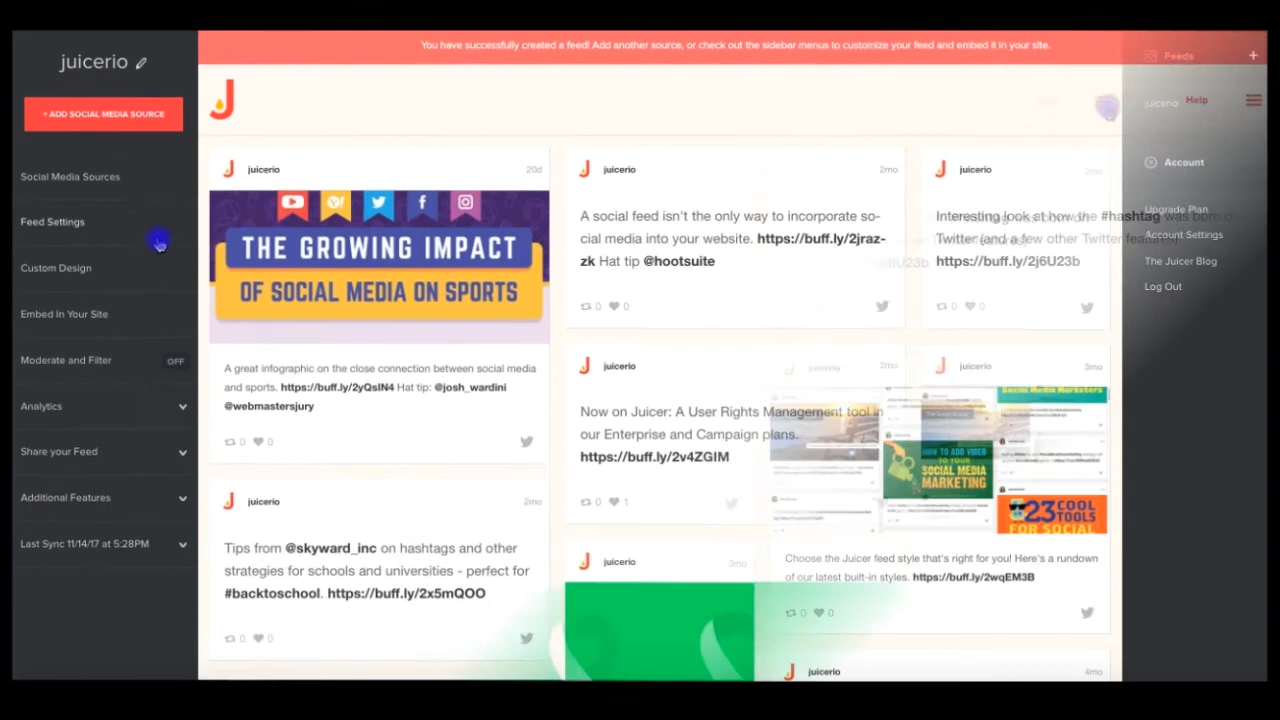 juicerio
+ ADD SOCIAL MEDIA SOURCE
Social Media Sources
Feed Settings
Custom Design
Embed In Your Site
Moderate and Filter OFF
Analytics
Share your Feed
Additional Features
Last Sync 11/14/17 at 5:28PM
You have successfully created a feed! Add another source, or check out the sidebar menus to customize your feed and embed it in your site.
J
juicerio 20d
THE GROWING IMPACT
OF SOCIAL MEDIA ON SPORTS
A great infographic on the close connection between social media
and sports. https://buff.ly/2yQsIN4 Hat tip: @josh_wardini
@webmastersjury
0 0
juicerio 2mo
Tips from @skyward_inc on hashtags and other
strategies for schools and universities - perfect for
#backtoschool. https://buff.ly/2x5mQOO
0 0
juicerio 2mo
A social feed isn't the only way to incorporate so-
cial media into your website. https://buff.ly/2jraz-
zk Hat tip @hootsuite
0 0
juicerio 2mo
Now on Juicer: A User Rights Management tool in
our Enterprise and Campaign plans.
https://buff.ly/2v4ZGIM
0 1
juicerio 3mo
juicerio 2mo
Interesting look at how the #hashtag was born
Twitter (and a few other Twitter features)
https://buff.ly/2j6U23b
0 0
juicerio 3mo
HOW TO ADD VIDEO
TO YOUR
SOCIAL MEDIA
MARKETING
Social Media Marketers
23 COOL
TOOLS
FOR SOCIAL
Choose the Juicer feed style that's right for you! Here's a rundown
of our latest built-in styles. https://buff.ly/2wqEM3B
0 0
juicerio 4mo
Feeds +
juicerio Help
Account
Upgrade Plan
Account Settings
The Juicer Blog
Log Out